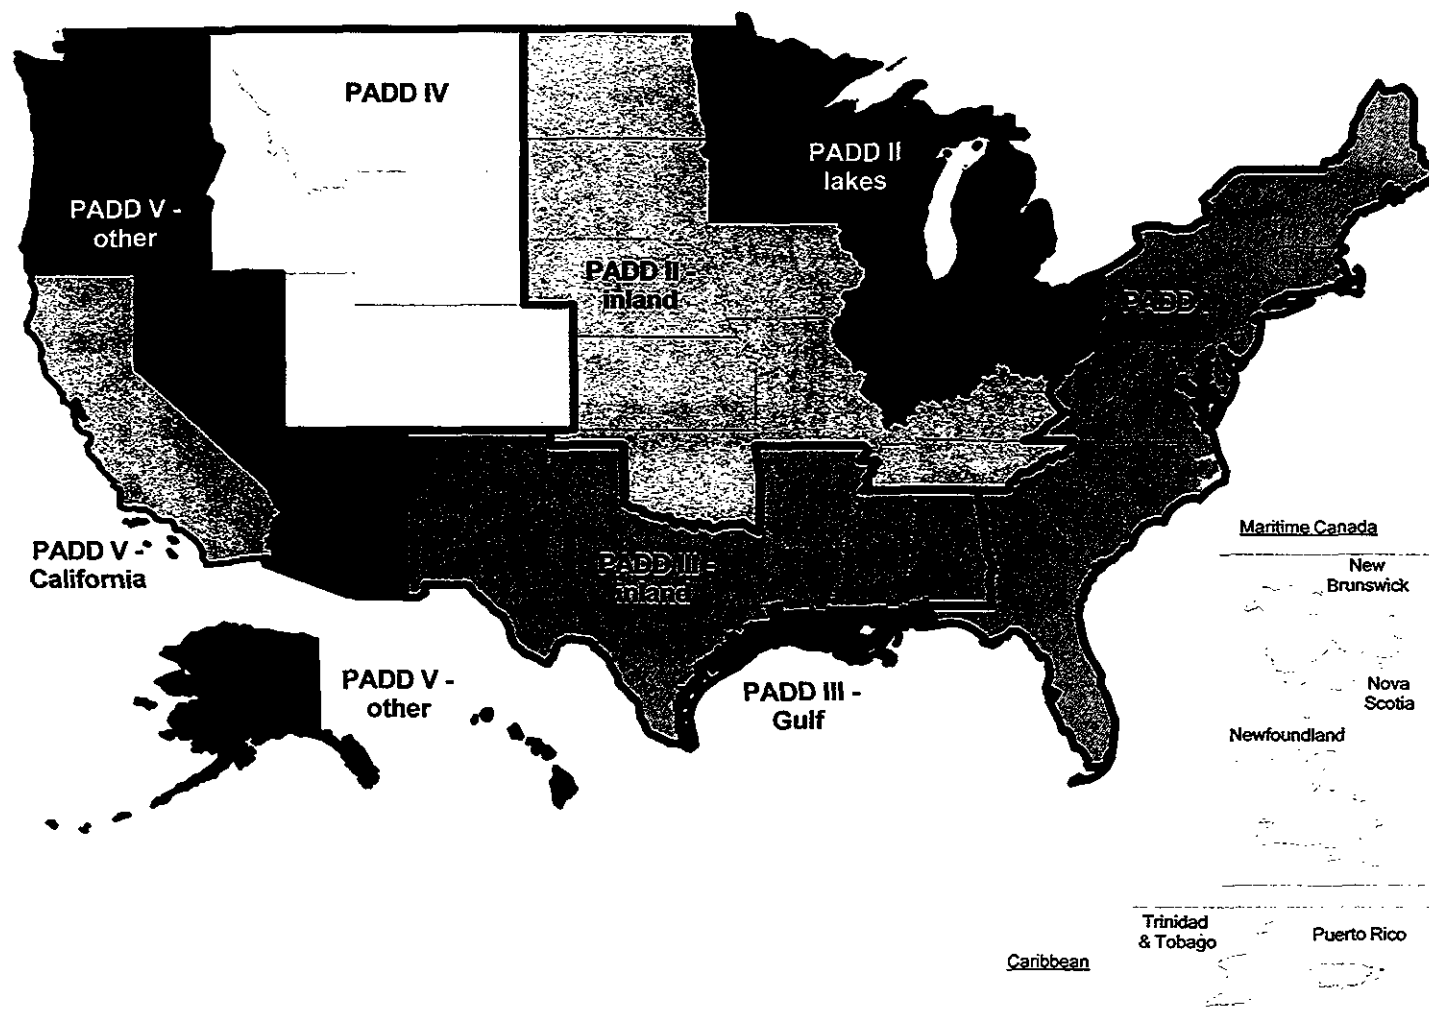 PADD IV
PADD II
lakes
PADD V -
other
PADD II -
inland
PADD
PADD V -
California
PADD III -
inland
PADD V -
other
PADD III -
Gulf
Maritime Canada
New
Brunswick
Nova
Scotia
Newfoundland
Trinidad
& Tobago
Puerto Rico
Caribbean